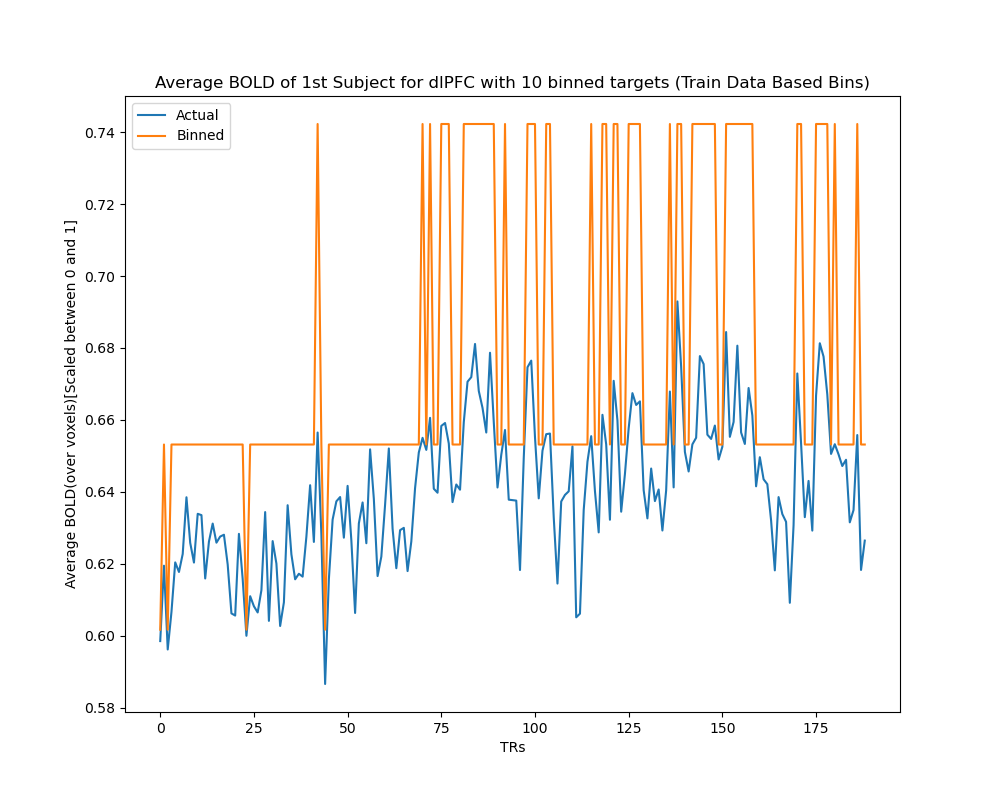 Average BOLD of 1st Subject for dlPFC with 10 binned targets (Train Data Based Bins)
Actual
Binned
Average BOLD(over voxels)[Scaled between 0 and 1]
0.74
0.72
0.70
0.68
0.66
0.64
0.62
0.60
0.58
0 25 50 75 100 125 150 175
TRs